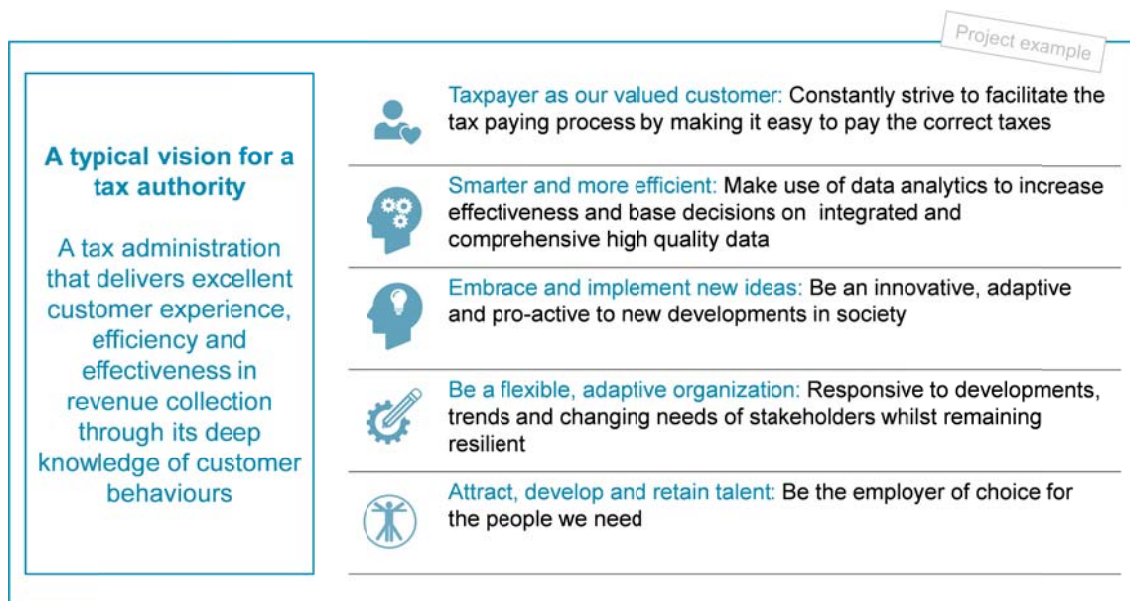 Project example
A typical vision for a
tax authority
A tax administration
that delivers excellent
customer experience,
efficiency and
effectiveness in
revenue collection
through its deep
knowledge of customer
behaviours
Taxpayer as our valued customer: Constantly strive to facilitate the
tax paying process by making it easy to pay the correct taxes
Smarter and more efficient: Make use of data analytics to increase
effectiveness and base decisions on integrated and
comprehensive high quality data
Embrace and implement new ideas: Be an innovative, adaptive
and pro-active to new developments in society
Be a flexible, adaptive organization: Responsive to developments,
trends and changing needs of stakeholders whilst remaining
resilient
Attract, develop and retain talent: Be the employer of choice for
the people we need